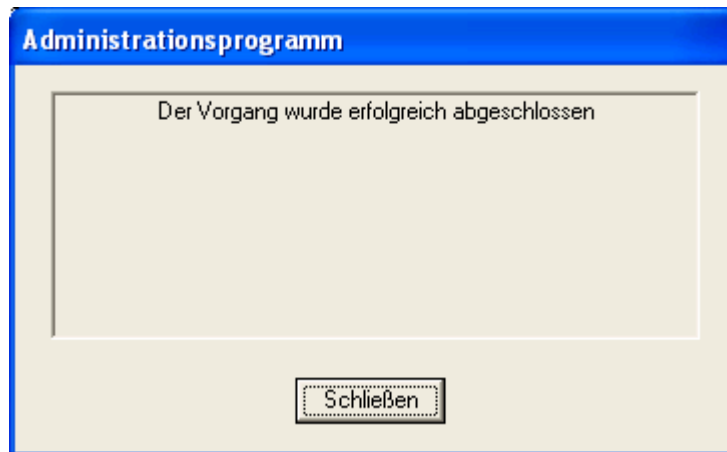 Administrationsprogramm
Der Vorgang wurde erfolgreich abgeschlossen
Schließen